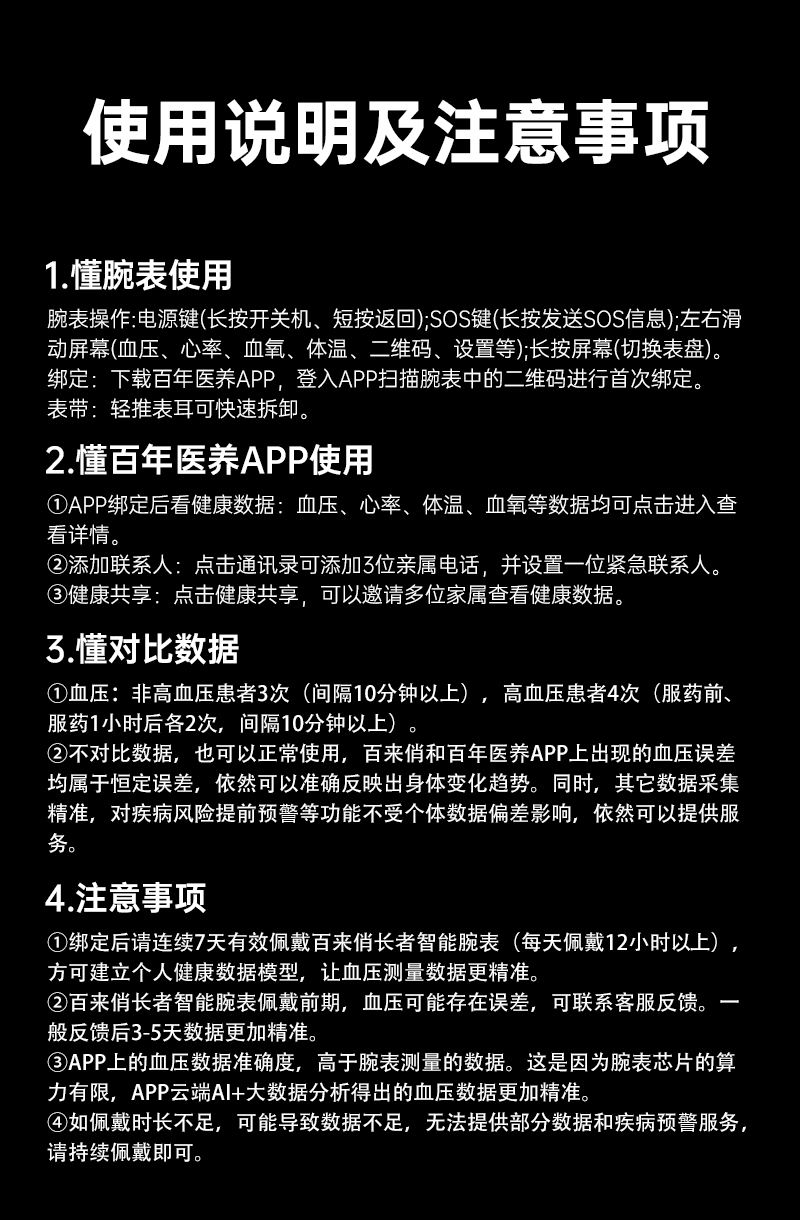 使用说明及注意事项
1.懂腕表使用
腕表操作:电源键(长按开关机、短按返回);SOS键(长按发送SOS信息);左右滑
动屏幕(血压、心率、血氧、体温、二维码、设置等);长按屏幕(切换表盘)。
绑定：下载百年医养APP，登入APP扫描腕表中的二维码进行首次绑定。
表带：轻推表耳可快速拆卸。
2.懂百年医养APP使用
①APP绑定后看健康数据：血压、心率、体温、血氧等数据均可点击进入查
看详情。
②添加联系人：点击通讯录可添加3位亲属电话，并设置一位紧急联系人。
③健康共享：点击健康共享，可以邀请多位家属查看健康数据。
3.懂对比数据
①血压：非高血压患者3次（间隔10分钟以上），高血压患者4次（服药前、
服药1小时后各2次，间隔10分钟以上）。
②不对比数据，也可以正常使用，百来俏和百年医养APP上出现的血压误差
均属于恒定误差，依然可以准确反映出身体变化趋势。同时，其它数据采集
精准，对疾病风险提前预警等功能不受个体数据偏差影响，依然可以提供服
务。
4.注意事项
①绑定后请连续7天有效佩戴百来俏长者智能腕表（每天佩戴12小时以上），
方可建立个人健康数据模型，让血压测量数据更精准。
②百来俏长者智能腕表佩戴前期，血压可能存在误差，可联系客服反馈。一
般反馈后3-5天数据更加精准。
③APP上的血压数据准确度，高于腕表测量的数据。这是因为腕表芯片的算
力有限，APP云端AI+大数据分析得出的血压数据更加精准。
④如佩戴时长不足，可能导致数据不足，无法提供部分数据和疾病预警服务，
请持续佩戴即可。